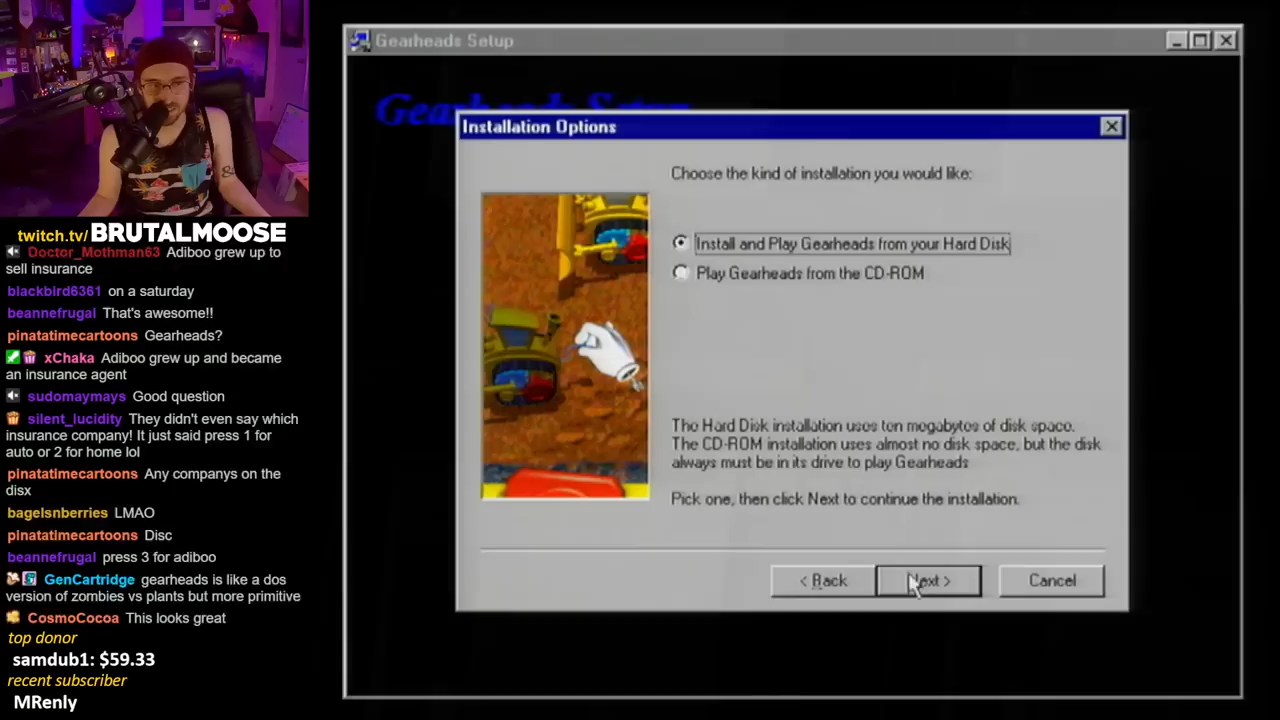 twitch.tv/BRUTALMOOSE
Doctor_Mothman63 Adiboo grew up to
sell insurance
blackbird6361 on a saturday
beannefrugal That's awesome!!
pinatatimecartoons Gearheads?
xChaka Adiboo grew up and became
an insurance agent
sudomaymays Good question
silent_lucidity They didn't even say which
insurance company! It just said press 1 for
auto or 2 for home lol
pinatatimecartoons Any companys on the
disx
bagelsnberries LMAO
pinatatimecartoons Disc
beannefrugal press 3 for adiboo
GenCartridge gearheads is like a dos
version of zombies vs plants but more primitive
CosmoCocoa This looks great
top donor
samdub1: $59.33
recent subscriber
MRenly
Gearheads Setup
Gearheads Setup
Installation Options
Choose the kind of installation you would like:
Install and Play Gearheads from your Hard Disk
Play Gearheads from the CD-ROM
The Hard Disk installation uses ten megabytes of disk space.
The CD-ROM installation uses almost no disk space, but the disk
always must be in its drive to play Gearheads
Pick one, then click Next to continue the installation.
< Back
Next >
Cancel